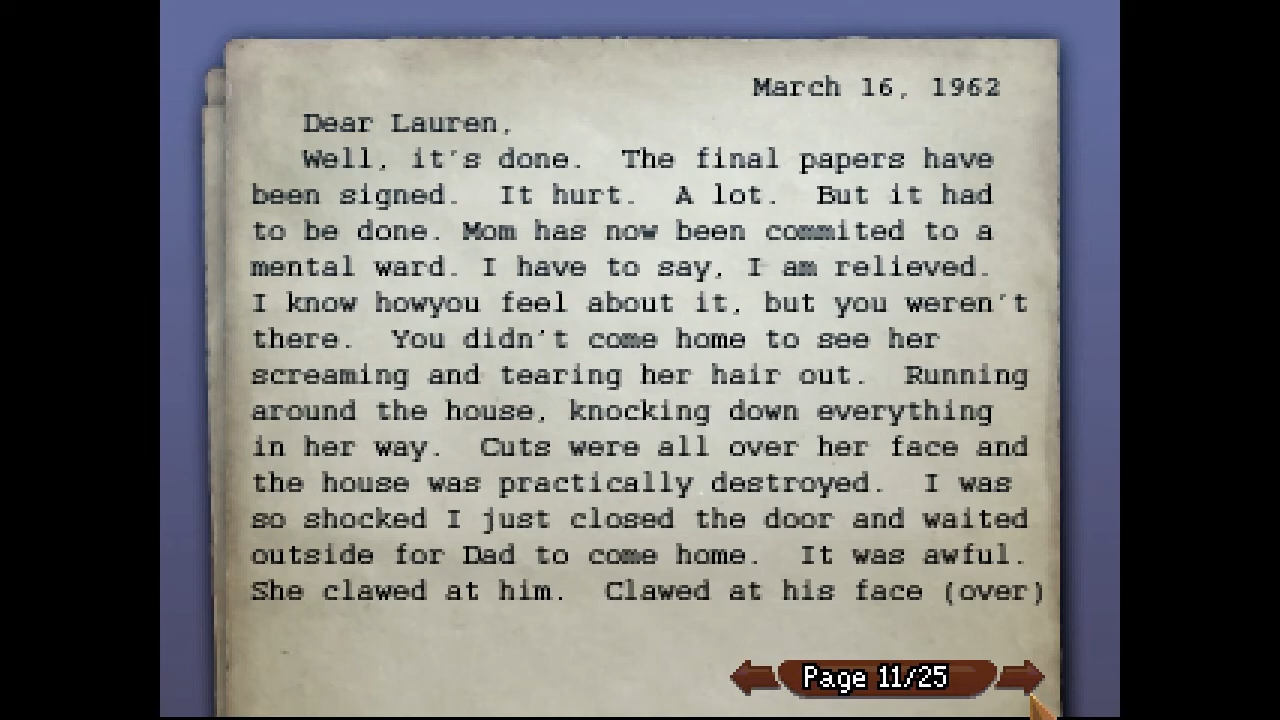 March 16, 1962
Dear Lauren,
Well, it's done. The final papers have
been signed. It hurt. A lot. But it had
to be done. Mom has now been commited to a
mental ward. I have to say, I am relieved.
I know howyou feel about it, but you weren't
there. You didn't come home to see her
screaming and tearing her hair out. Running
around the house, knocking down everything
in her way. Cuts were all over her face and
the house was practically destroyed. I was
so shocked I just closed the door and waited
outside for Dad to come home. It was awful.
She clawed at him. Clawed at his face (over)
Page 11/25